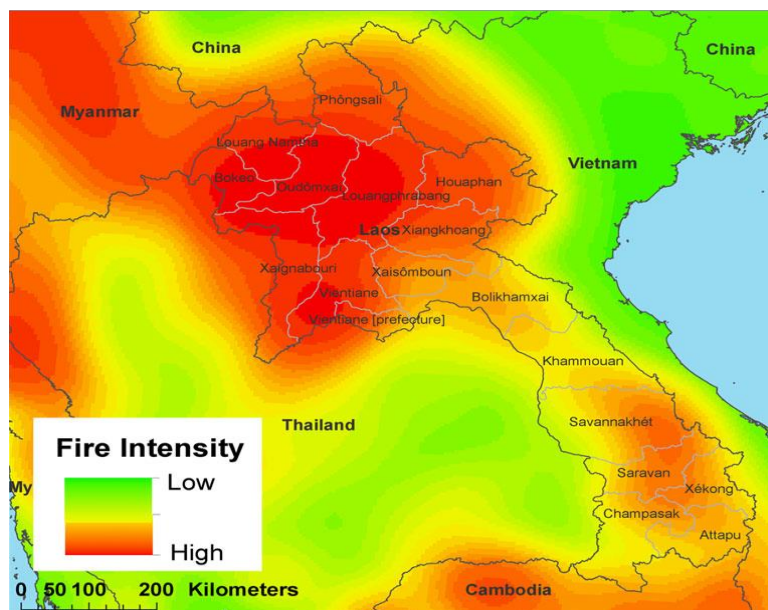 China
China
Myanmar
Phôngsali
Louang Namtha
Vietnam
Bokeo
Oudômxai
Houaphan
Louangphrabang
Laos
Xiangkhoang
Xaignabouri
Xaisômboun
Vientiane
Bolikhamxai
Vientiane [prefecture]
Khammouan
Thailand
Savannakhét
Saravan
Xékong
Champasak
Attapu
Cambodia
My
Fire Intensity
Low
High
0 50 100 200 Kilometers